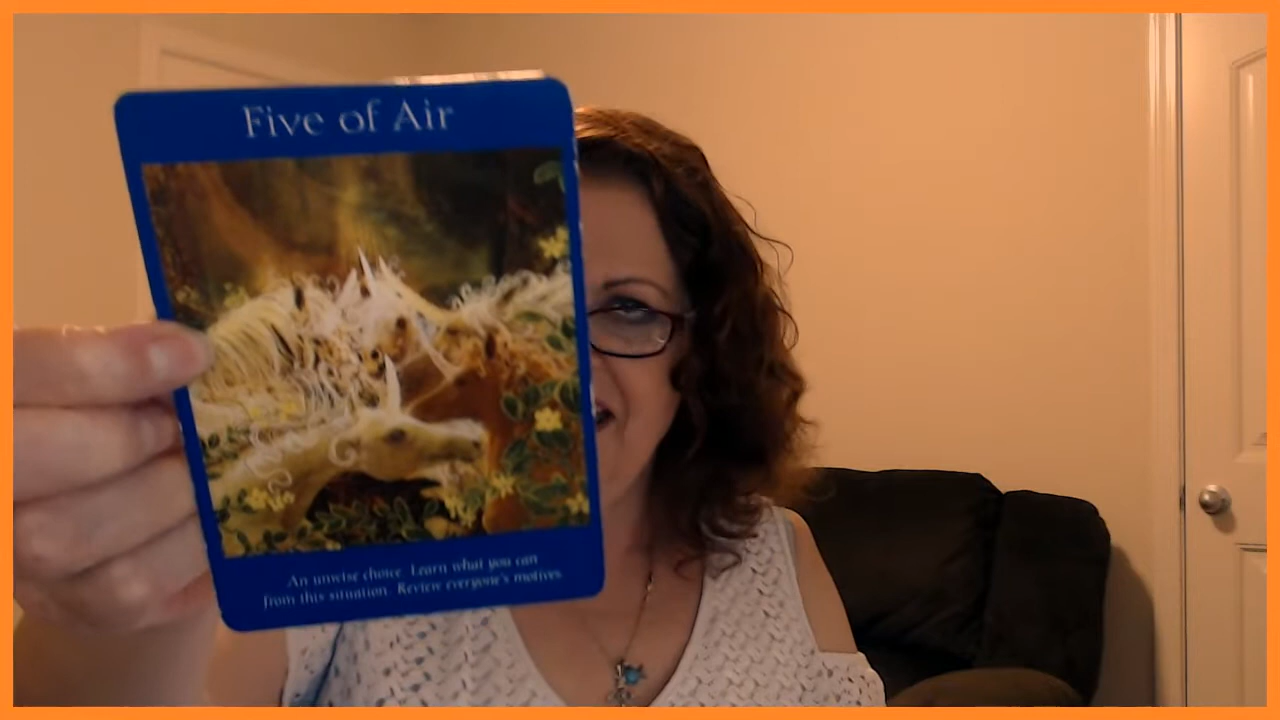 Five of Air
An unwise choice. Learn what you can
from this situation. Review everyone's motives.